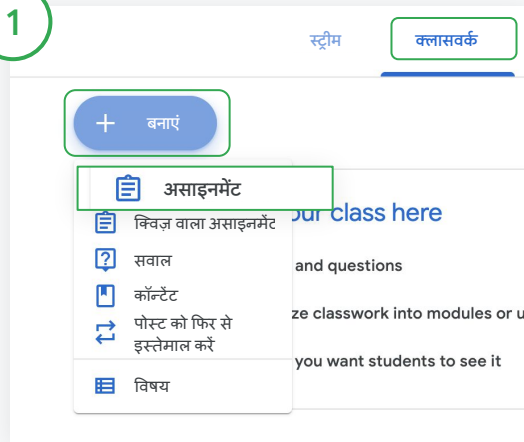 1
स्ट्रीम
क्लासवर्क
बनाएं
असाइनमेंट
क्विज़ वाला असाइनमेंट
our class here
सवाल
and questions
कॉन्टेंट
ze classwork into modules or u
पोस्ट को फिर से
इस्तेमाल करें
you want students to see it
विषय